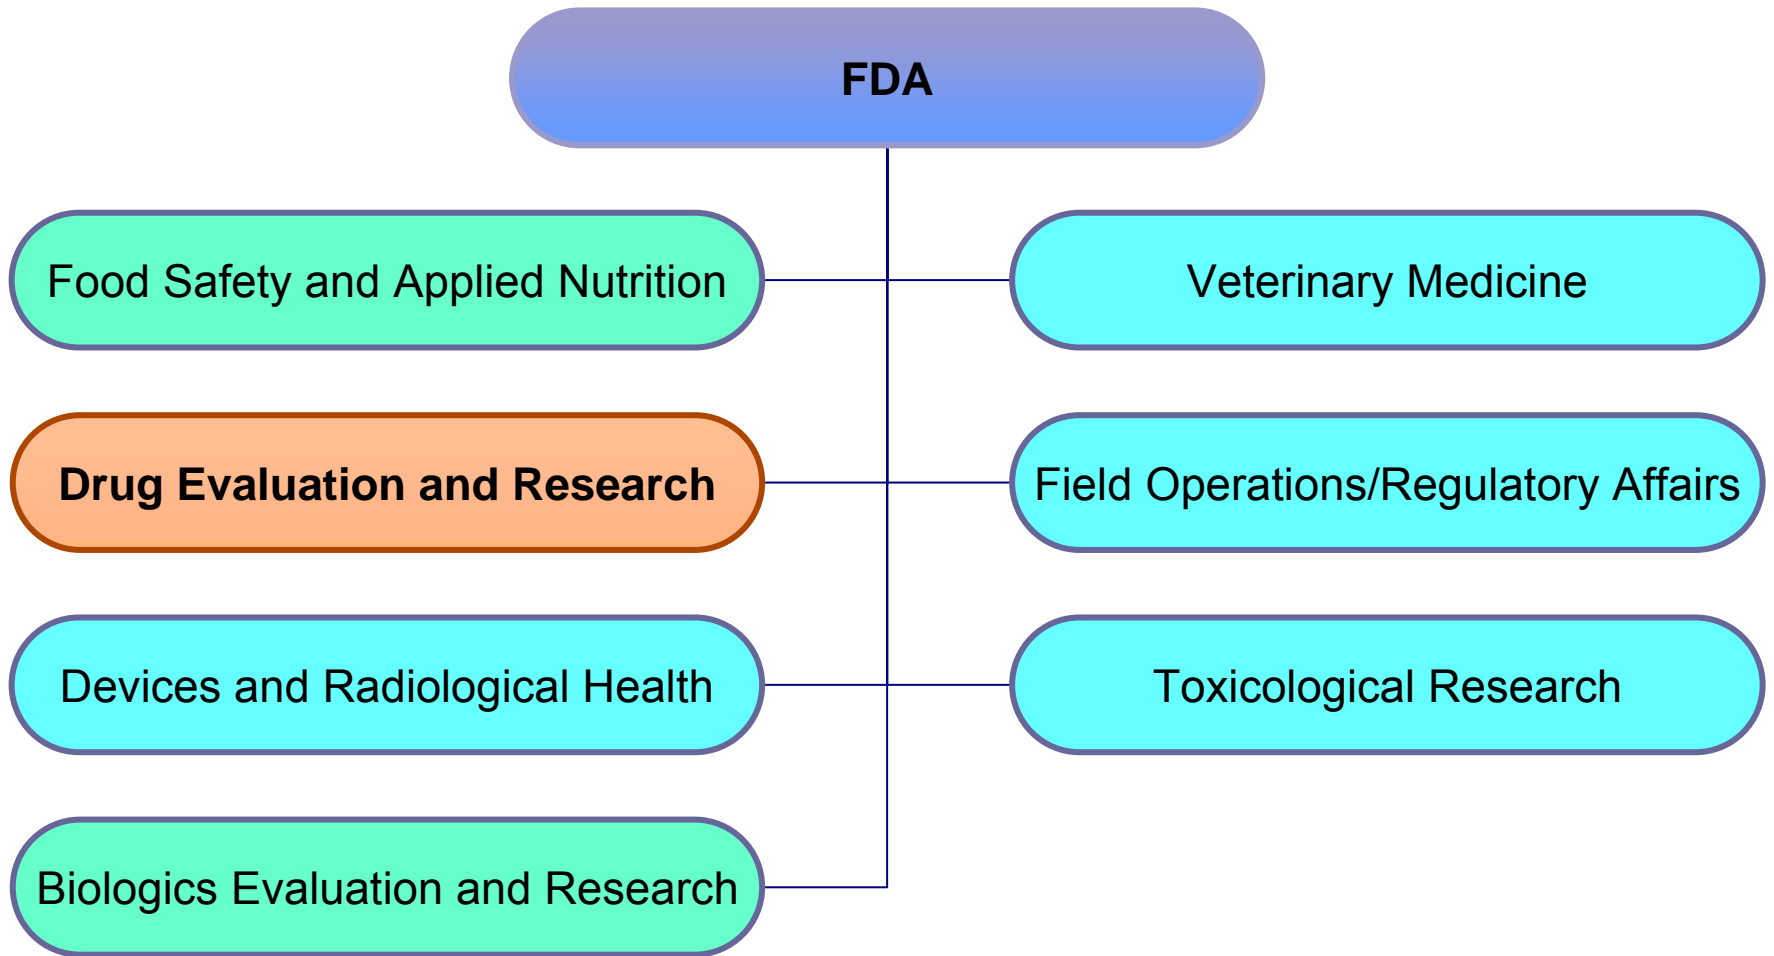 FDA
Food Safety and Applied Nutrition
Veterinary Medicine
Drug Evaluation and Research
Field Operations/Regulatory Affairs
Devices and Radiological Health
Toxicological Research
Biologics Evaluation and Research